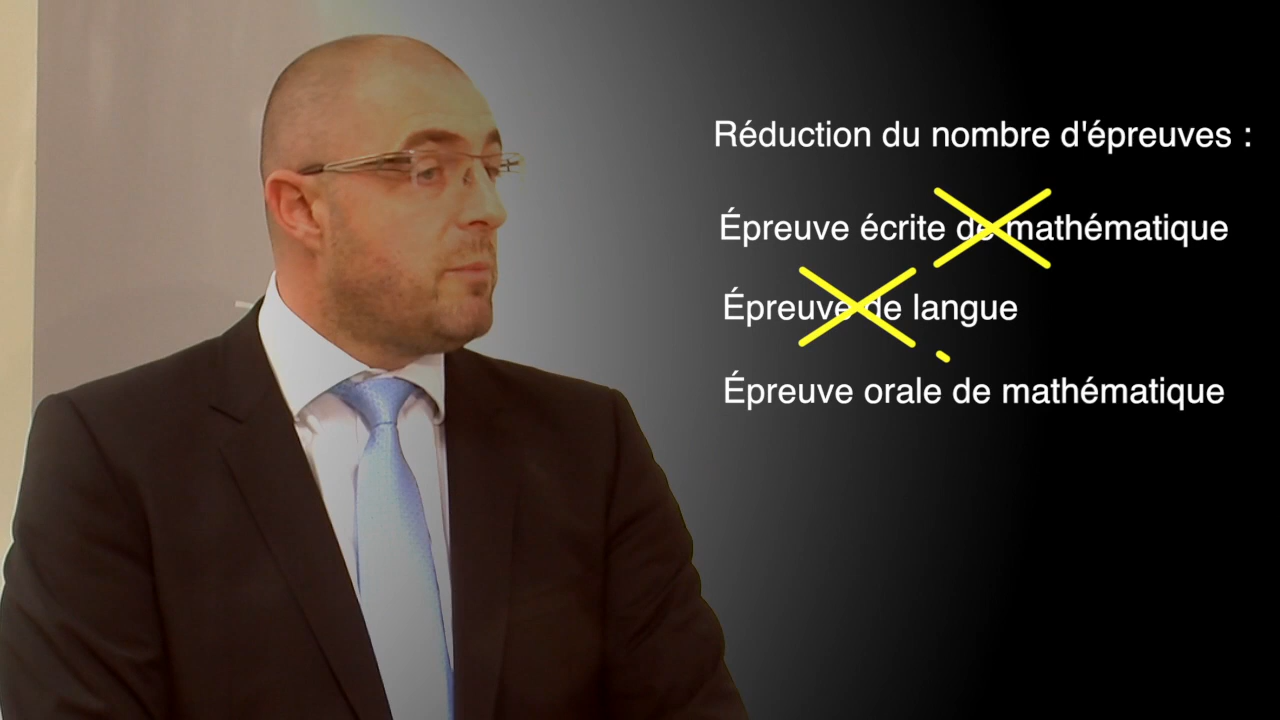 Réduction du nombre d'épreuves :
Épreuve écrite de mathématique
Épreuve de langue
Épreuve orale de mathématique